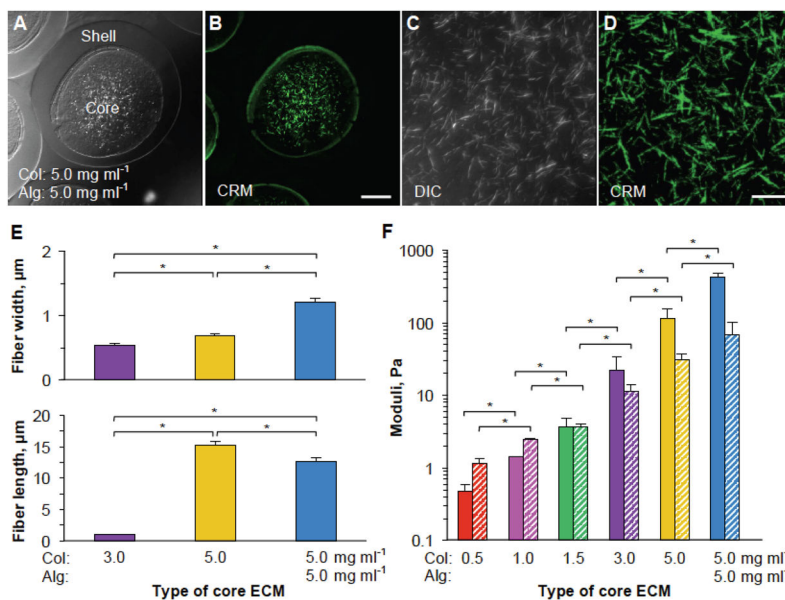 A
Shell
Core
Col: 5.0 mg ml⁻¹
Alg: 5.0 mg ml⁻¹
B
CRM
C
DIC
D
CRM
E
Fiber width, µm
2
1
0
* * *
Fiber length, µm
20
15
10
5
0
* * *
Col: 3.0 5.0 5.0 mg ml⁻¹
Alg: 5.0 mg ml⁻¹
Type of core ECM
F
Moduli, Pa
1000
100
10
1
0.1
* * * * * * * * * *
Col: 0.5 1.0 1.5 3.0 5.0 5.0 mg ml
Alg: 5.0 mg ml
Type of core ECM